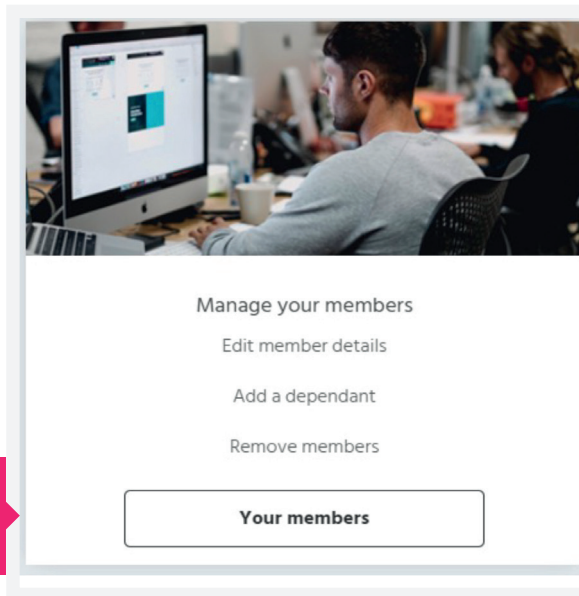 Manage your members
Edit member details
Add a dependant
Remove members
Your members